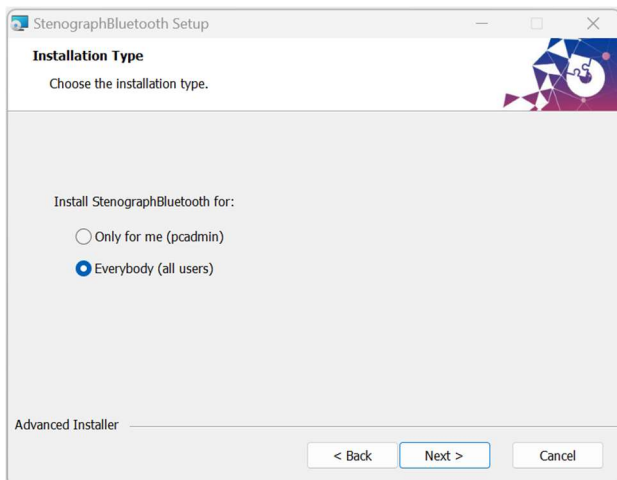 StenographBluetooth Setup
Installation Type
Choose the installation type.
Install StenographBluetooth for:
Only for me (pcadmin)
Everybody (all users)
Advanced Installer
< Back Next > Cancel